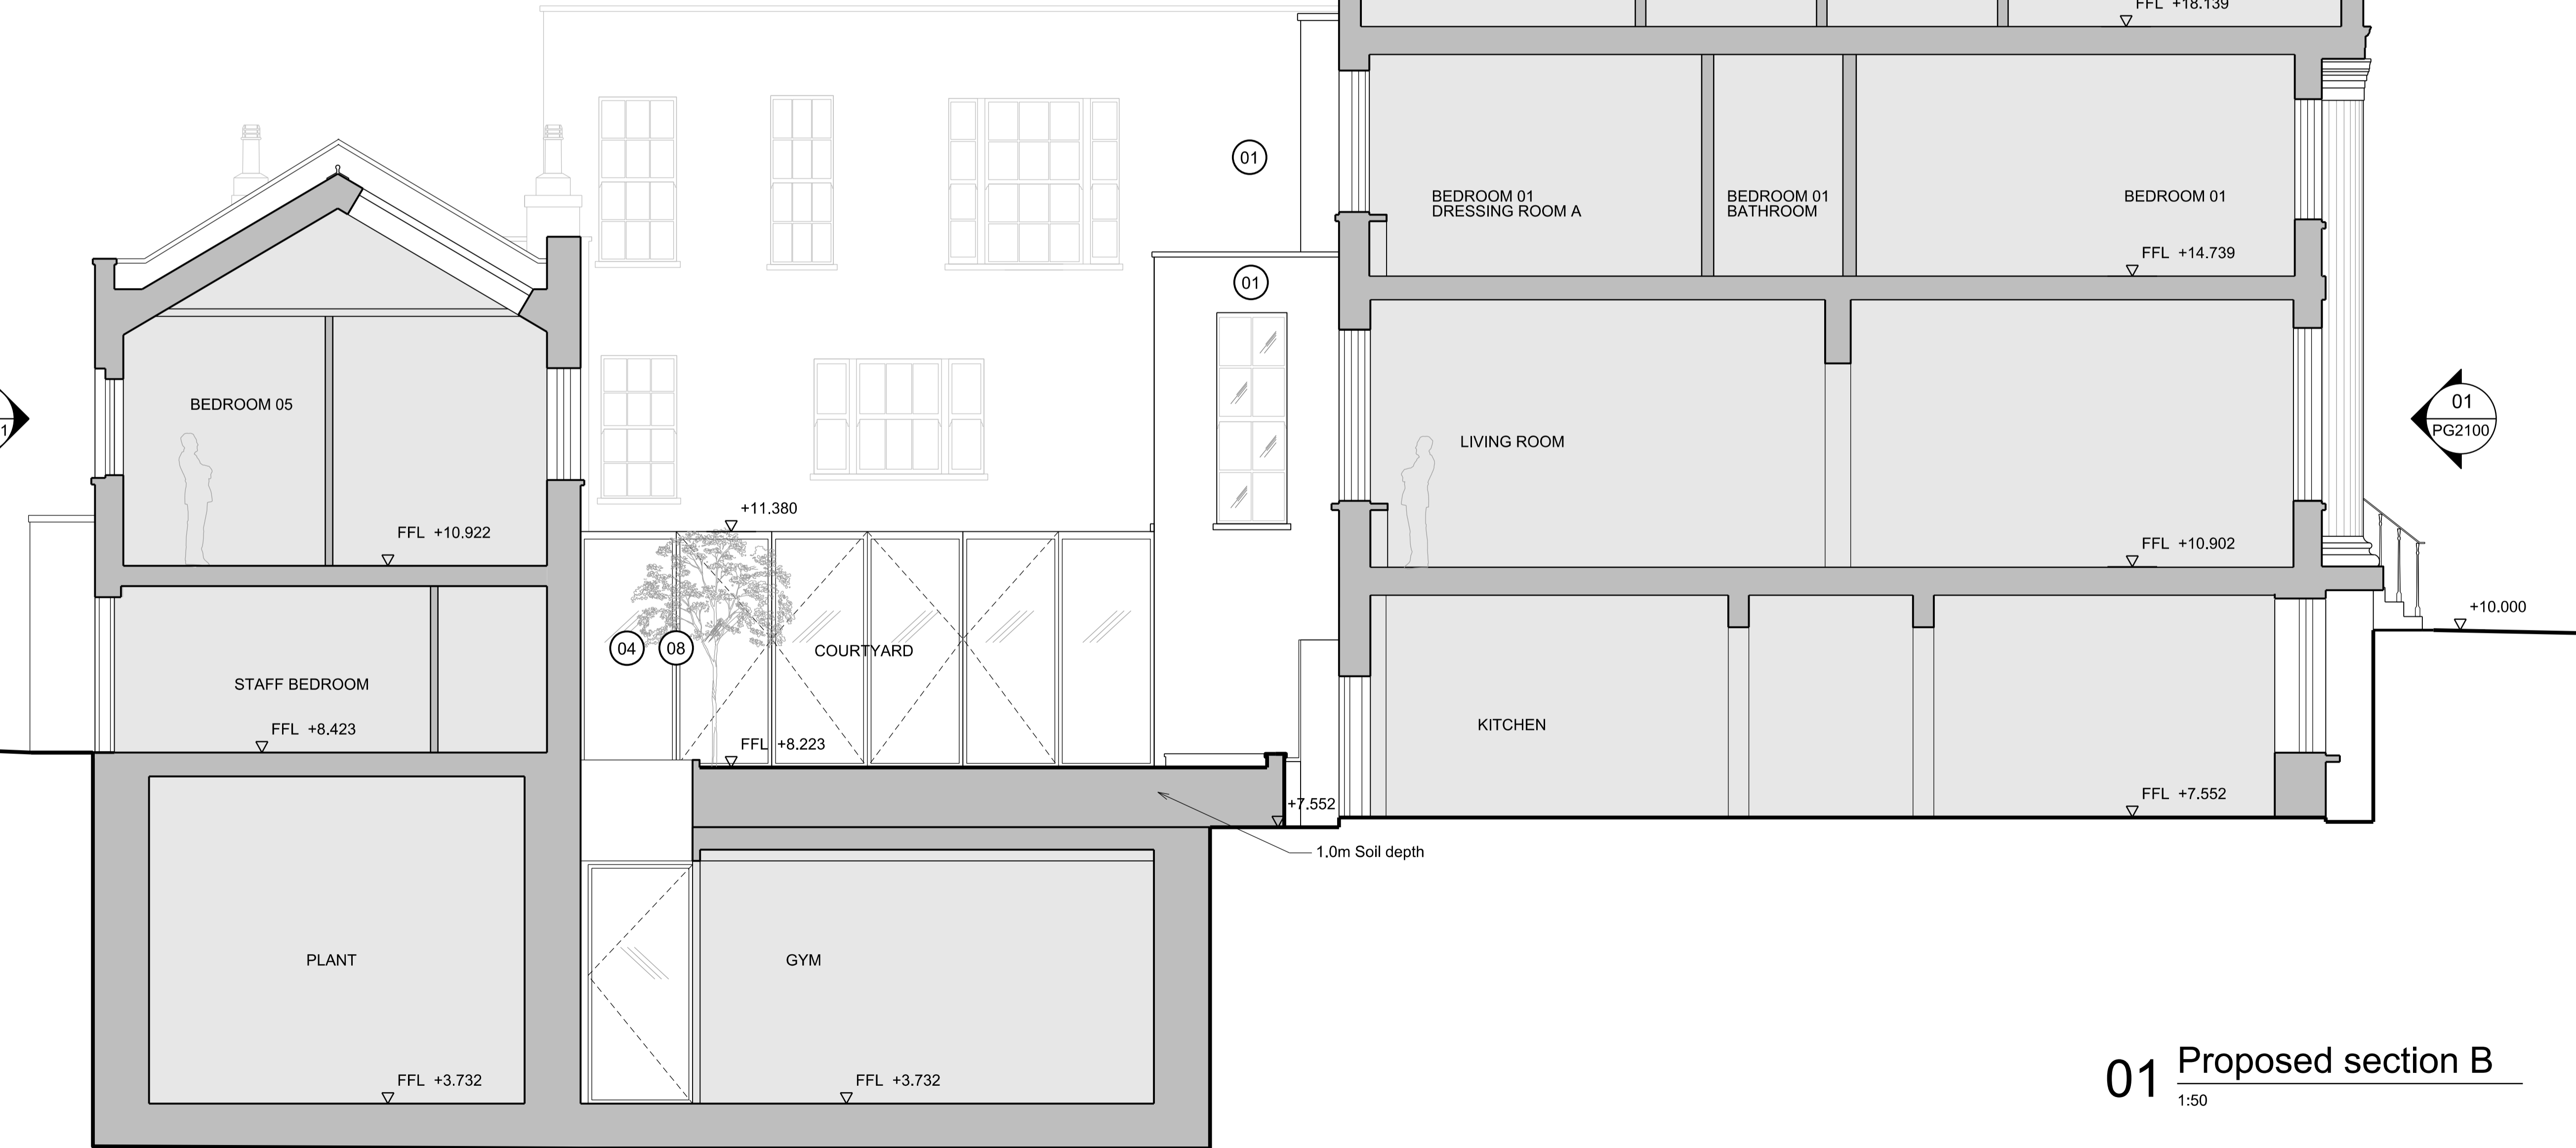 FFL +18.139
01
BEDROOM 01
DRESSING ROOM A
BEDROOM 01
BATHROOM
BEDROOM 01
FFL +14.739
01
BEDROOM 05
01
PG2100
1
LIVING ROOM
+11.380
FFL +10.922
FFL +10.902
+10.000
04
08
COURTYARD
STAFF BEDROOM
FFL +8.423
KITCHEN
FFL +8.223
FFL +7.552
+7.552
1.0m Soil depth
PLANT
GYM
FFL +3.732
FFL +3.732
01
Proposed section B
1:50